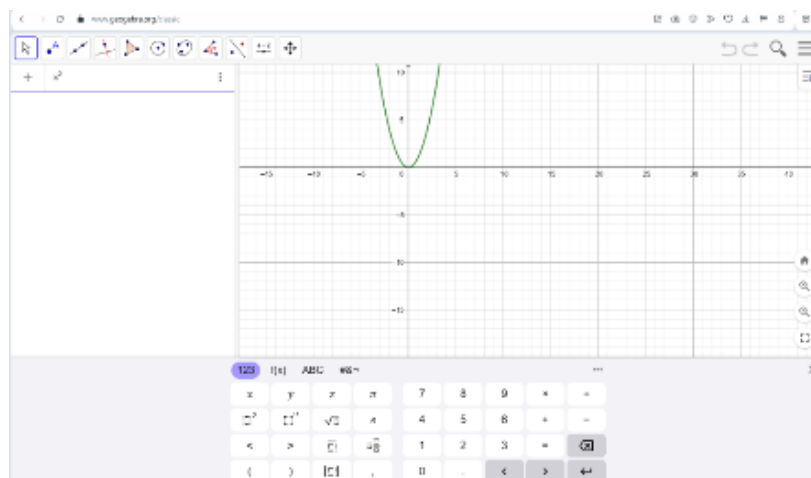 www.geogebra.org/classic
+ x²
10
5
-15 -10 -5 0 5 10 15 20 25 30 35 40
-5
-10
-15
123 f(x) ABC
x y z π 7 8 9 × ÷
√ 4 5 6 + −
< > 1 2 3 =
( ) , 0 . < >